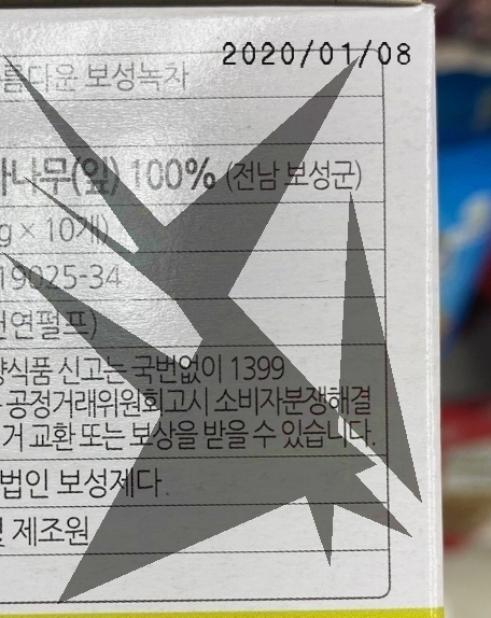 2020/01/08
름다운 보성녹차
나무(잎) 100% (전남 보성군)
g × 10개)
19025-34
천연펄프)
량식품 신고는 국번없이 1399
공정거래위원회고시 소비자분쟁해결
거 교환 또는 보상을 받을 수 있습니다.
법인 보성제다
및 제조원